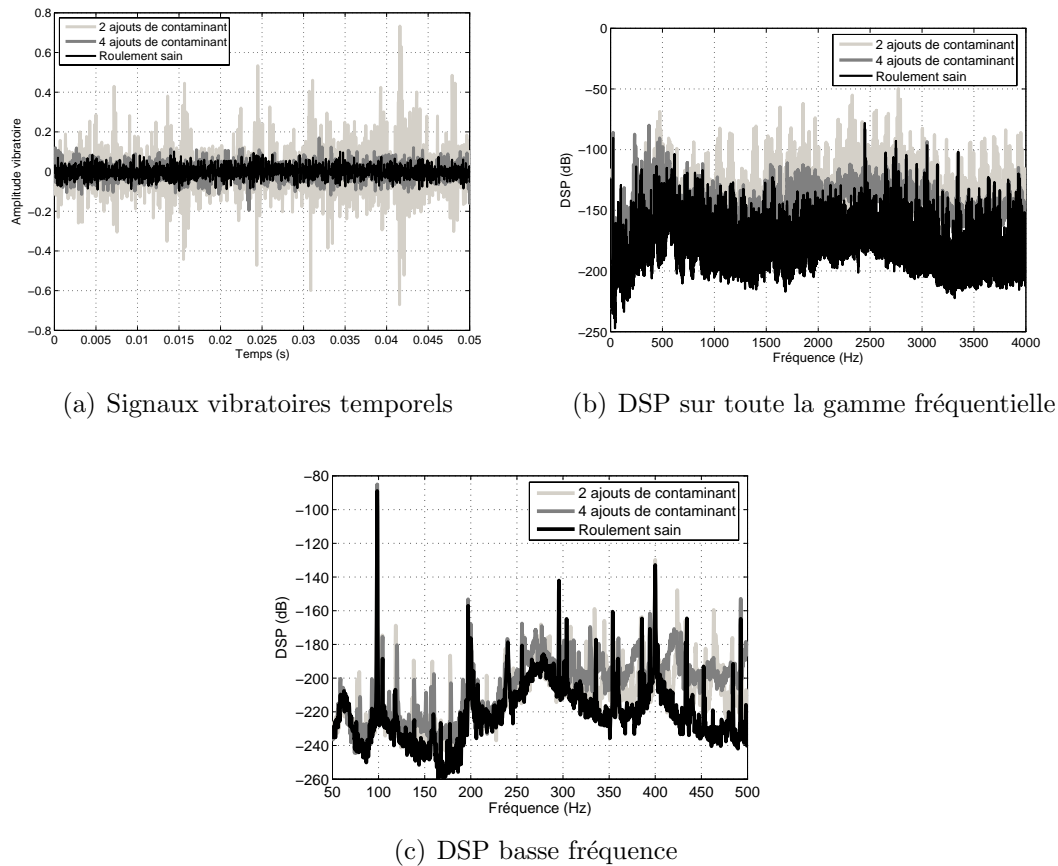 2 ajouts de contaminant
4 ajouts de contaminant
Roulement sain
Amplitude vibratoire
0.8
0.6
0.4
0.2
0
−0.2
−0.4
−0.6
−0.8
0 0.005 0.01 0.015 0.02 0.025 0.03 0.035 0.04 0.045 0.05
Temps (s)
(a) Signaux vibratoires temporels
2 ajouts de contaminant
4 ajouts de contaminant
Roulement sain
DSP (dB)
0
−50
−100
−150
−200
−250
0 500 1000 1500 2000 2500 3000 3500 4000
Fréquence (Hz)
(b) DSP sur toute la gamme fréquentielle
2 ajouts de contaminant
4 ajouts de contaminant
Roulement sain
DSP (dB)
−80
−100
−120
−140
−160
−180
−200
−220
−240
−260
50 100 150 200 250 300 350 400 450 500
Fréquence (Hz)
(c) DSP basse fréquence